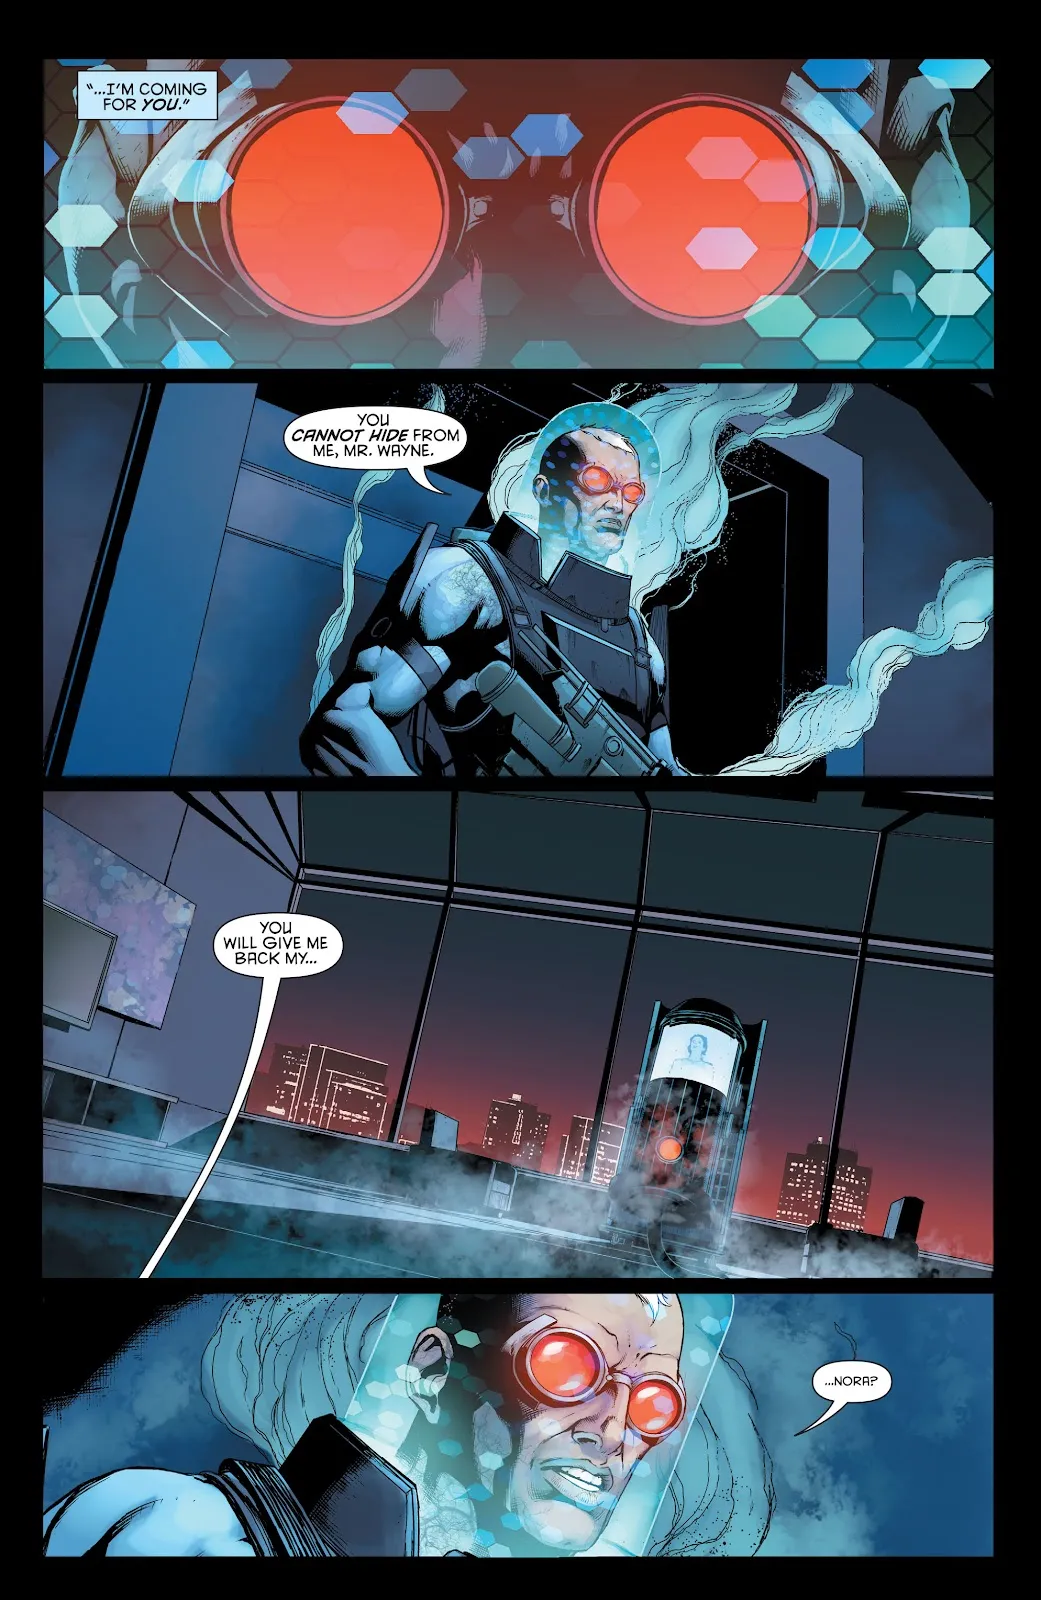 "...I'M COMING
FOR YOU."
YOU
CANNOT HIDE FROM
ME, MR. WAYNE.
YOU
WILL GIVE ME
BACK MY...
...NORA?